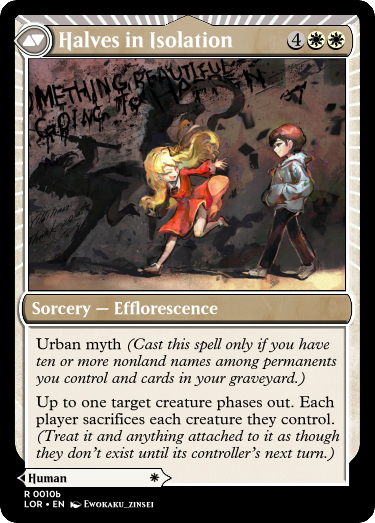 Halves in Isolation 4
SOMETHING BEAUTIFUL
IS GOING TO HAPPEN
Sorcery — Efflorescence
Urban myth (Cast this spell only if you have
ten or more nonland names among permanents
you control and cards in your graveyard.)
Up to one target creature phases out. Each
player sacrifices each creature they control.
(Treat it and anything attached to it as though
they don't exist until its controller's next turn.)
Human
R 0010b
LOR • EN Ewokaku_zinsei